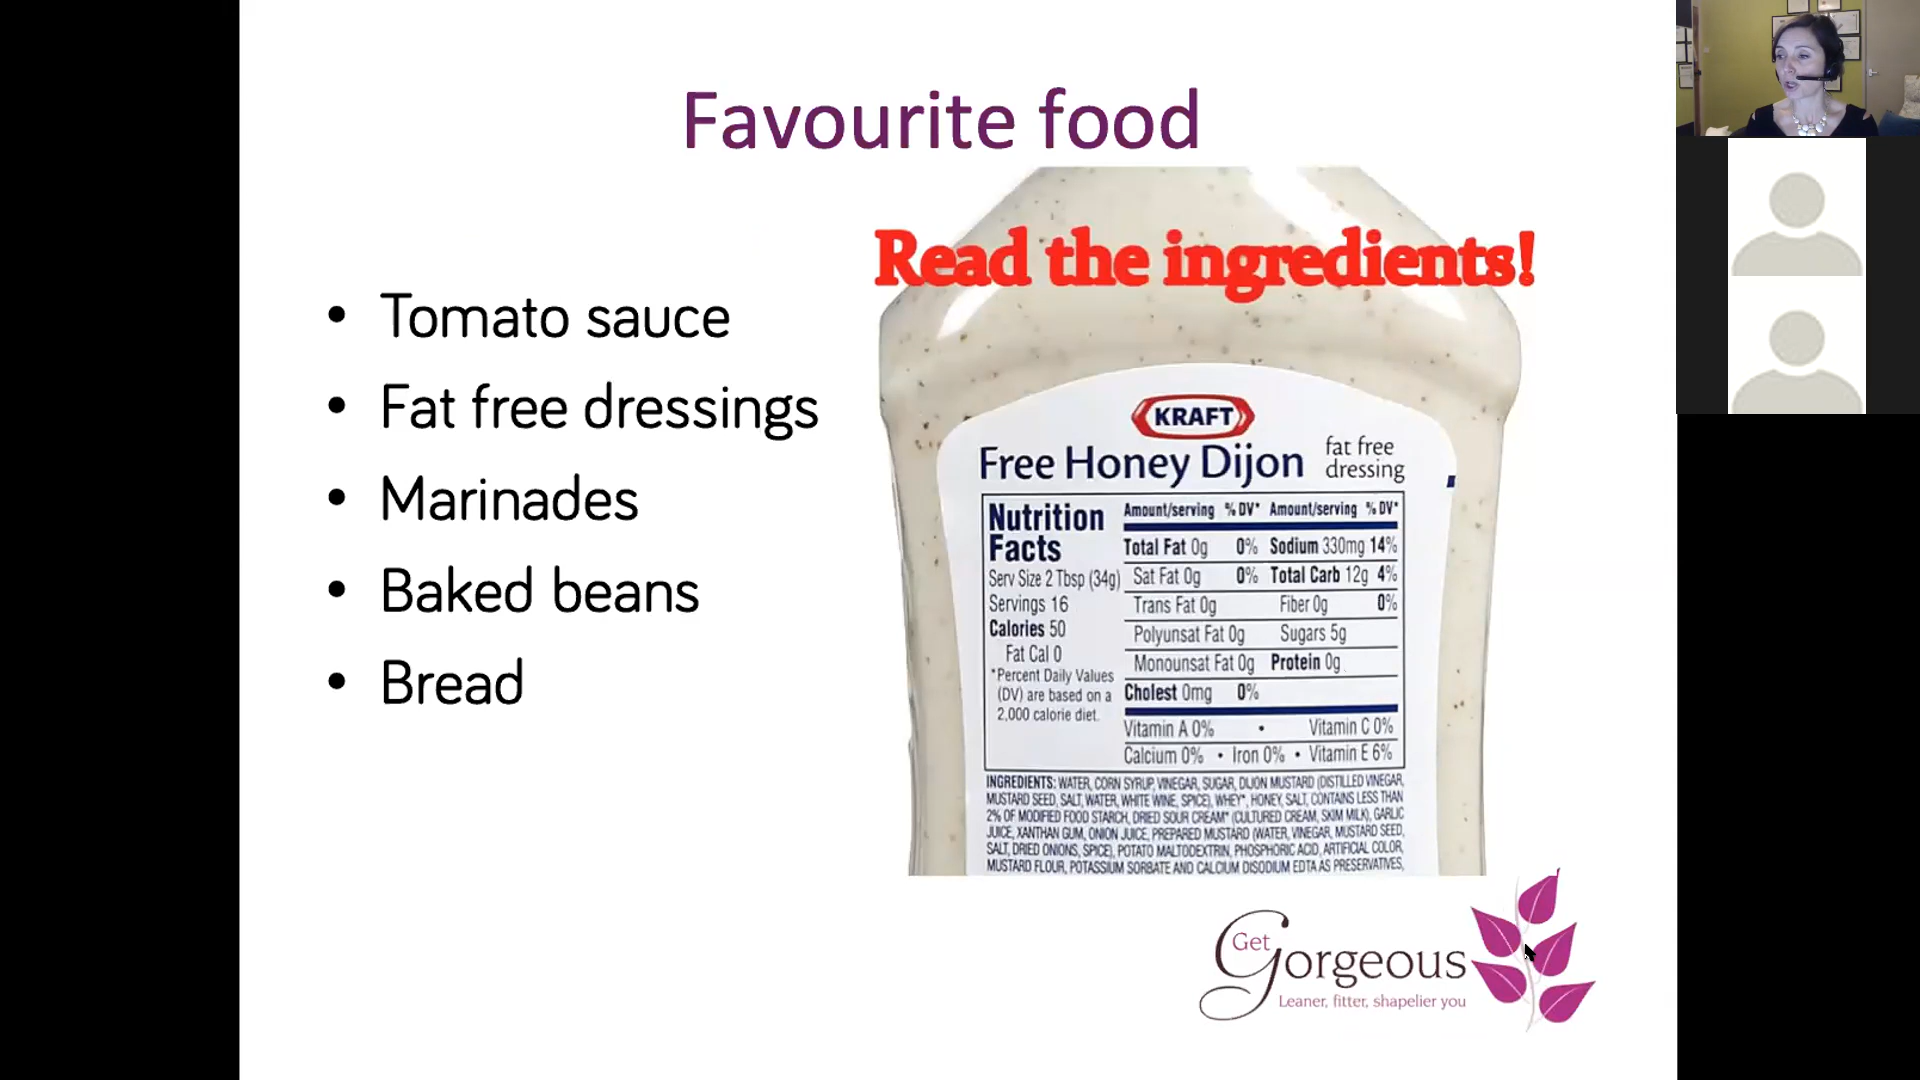 Favourite food
Read the ingredients!
• Tomato sauce
• Fat free dressings
• Marinades
• Baked beans
• Bread
KRAFT
Free Honey Dijon fat free dressing
Nutrition Facts
Serv Size 2 Tbsp (34g)
Servings 16
Calories 50
Fat Cal 0
*Percent Daily Values
(DV) are based on a
2,000 calorie diet.
Amount/serving %DV* Amount/serving %DV*
Total Fat 0g 0% Sodium 330mg 14%
Sat Fat 0g 0% Total Carb 12g 4%
Trans Fat 0g Fiber 0g 0%
Polyunsat Fat 0g Sugars 5g
Monounsat Fat 0g Protein 0g
Cholest 0mg 0%
Vitamin A 0% • Vitamin C 0%
Calcium 0% • Iron 0% • Vitamin E 6%
INGREDIENTS: WATER, CORN SYRUP, VINEGAR, SUGAR, DIJON MUSTARD (DISTILLED VINEGAR,
MUSTARD SEED, SALT, WATER, WHITE WINE, SPICE), WHEY*, HONEY, SALT, CONTAINS LESS THAN
2% OF MODIFIED FOOD STARCH, DRIED SOUR CREAM* (CULTURED CREAM, SKIM MILK), GARLIC
JUICE, XANTHAN GUM, ONION JUICE, PREPARED MUSTARD (WATER, VINEGAR, MUSTARD SEED,
SALT, DRIED ONIONS, SPICE), POTATO MALTODEXTRIN, PHOSPHORIC ACID, ARTIFICIAL COLOR,
MUSTARD FLOUR, POTASSIUM SORBATE AND CALCIUM DISODIUM EDTA AS PRESERVATIVES,
Get Gorgeous
Leaner, fitter, shapelier you